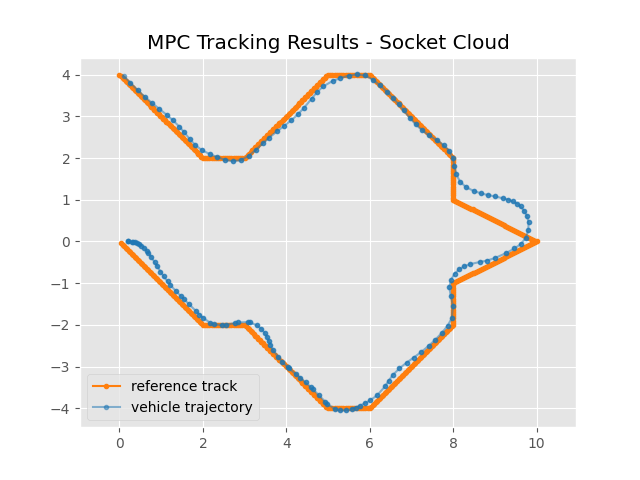 MPC Tracking Results - Socket Cloud
4
3
2
1
0
−1
−2
−3
−4
reference track
vehicle trajectory
0 2 4 6 8 10